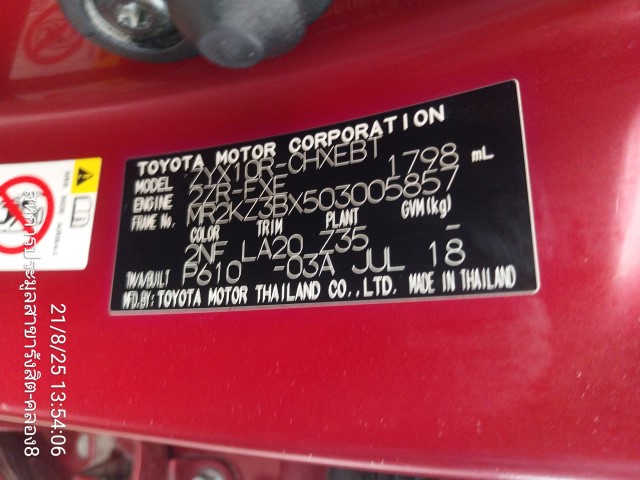 TOYOTA MOTOR CORPORATION
MODEL ZYX10R-CHXEBT
ENGINE 2ZR-FXE 1798 mL
FRAME No. MR2KZ3BX503005857
COLOR TRIM PLANT GVM(kg)
2NF LA20 Z35 -
T/A/BUILT P610 -03A JUL 18
MFD.BY: TOYOTA MOTOR THAILAND CO.,LTD. MADE IN THAILAND
21/8/25 13:54:06